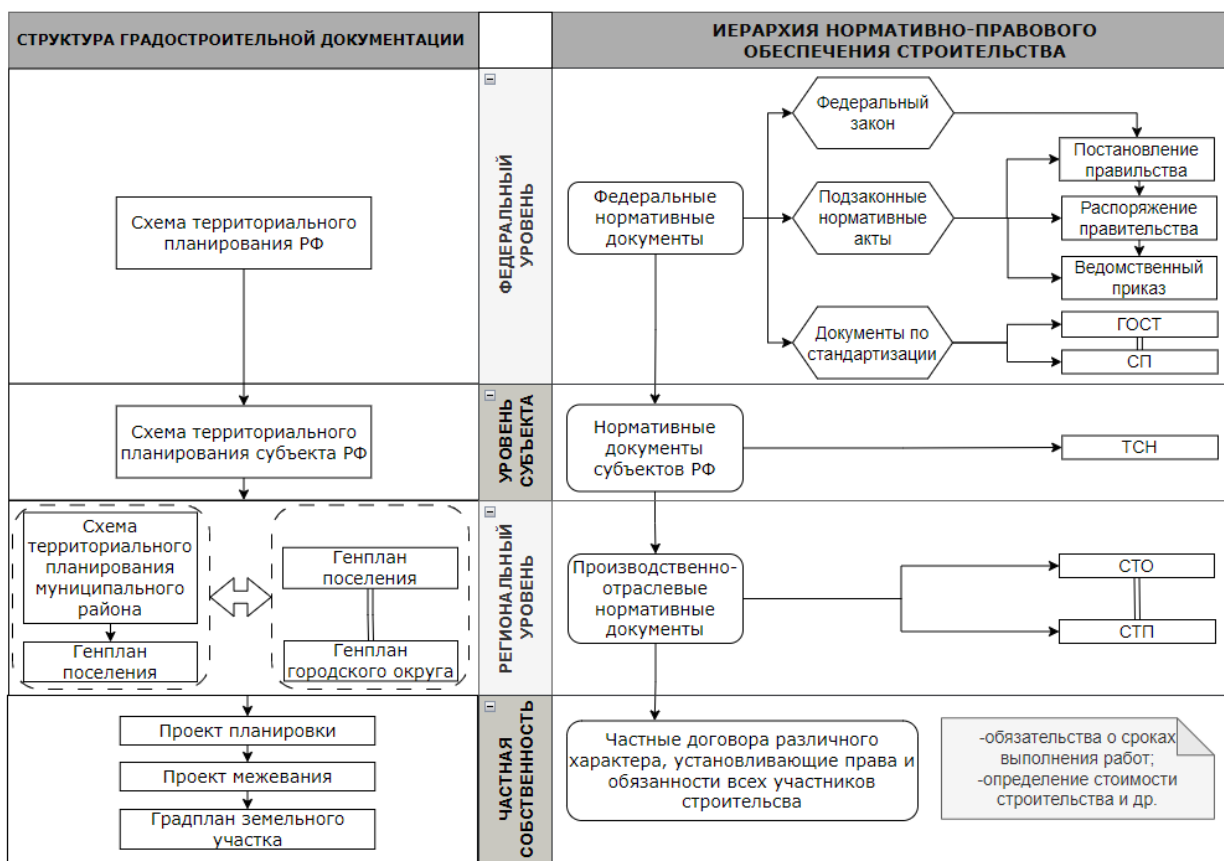 СТРУКТУРА ГРАДОСТРОИТЕЛЬНОЙ ДОКУМЕНТАЦИИ
ИЕРАРХИЯ НОРМАТИВНО-ПРАВОВОГО
ОБЕСПЕЧЕНИЯ СТРОИТЕЛЬСТВА
ФЕДЕРАЛЬНЫЙ
УРОВЕНЬ
Схема территориального
планирования РФ
Федеральные
нормативные
документы
Федеральный
закон
Подзаконные
нормативные
акты
Документы по
стандартизации
Постановление
правильства
Распоряжение
правительства
Ведомственный
приказ
ГОСТ
СП
УРОВЕНЬ
СУБЪЕКТА
Схема территориального
планирования субъекта РФ
Нормативные
документы
субъектов РФ
ТСН
РЕГИОНАЛЬНЫЙ
УРОВЕНЬ
Схема
территориального
планирования
муниципального
района
Генплан
поселения
Генплан
поселения
Генплан
городского округа
Производственно-
отраслевые
нормативные
документы
СТО
СТП
ЧАСТНАЯ
СОБСТВЕННОСТЬ
Проект планировки
Проект межевания
Градплан земельного
участка
Частные договора различного
характера, установливающие права и
обязанности всех участников
строительсва
-обязательства о сроках
выполнения работ;
-определение стоимости
строительства и др.